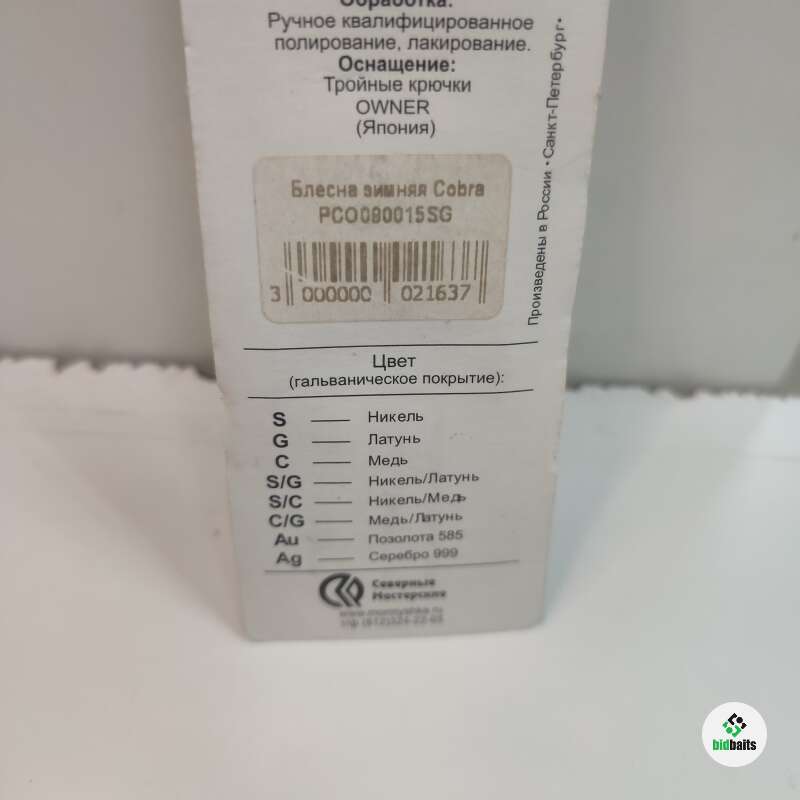 Обработка:
Ручное квалифицированное
полирование, лакирование.
Оснащение:
Тройные крючки
OWNER
(Япония)
Произведены в России • Санкт-Петербург •
Блесна зимняя Cobra
PCO080015SG
3 000000 021637
Цвет
(гальваническое покрытие):
S — Никель
G — Латунь
C — Медь
S/G — Никель/Латунь
S/C — Никель/Медь
C/G — Медь/Латунь
Au — Позолота 585
Ag — Серебро 999
Северные
Мастерские
bidbaits